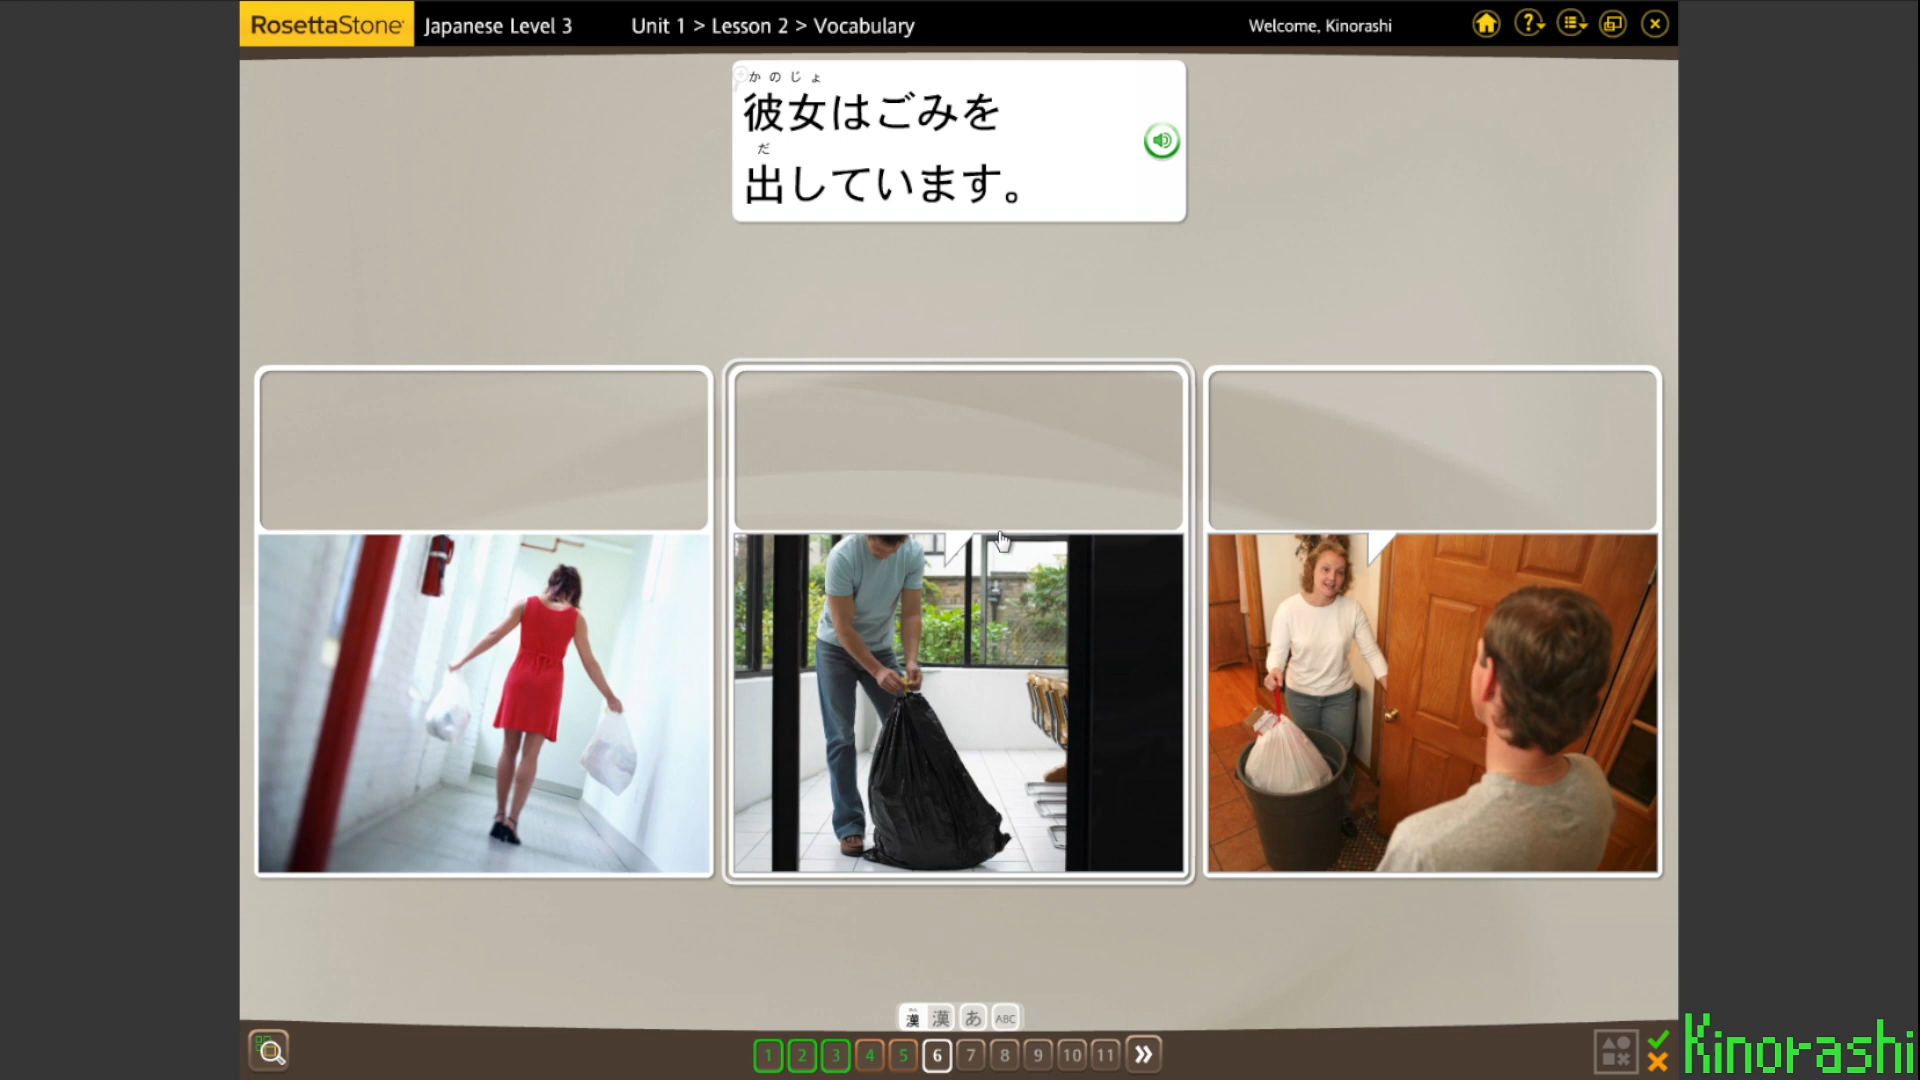 RosettaStone
Japanese Level 3
Unit 1 > Lesson 2 > Vocabulary
Welcome, Kinorashi
かのじょ
彼女はごみを
だ
出しています。
漢 漢 あ ABC
1 2 3 4 5 6 7 8 9 10 11
Kinorashi